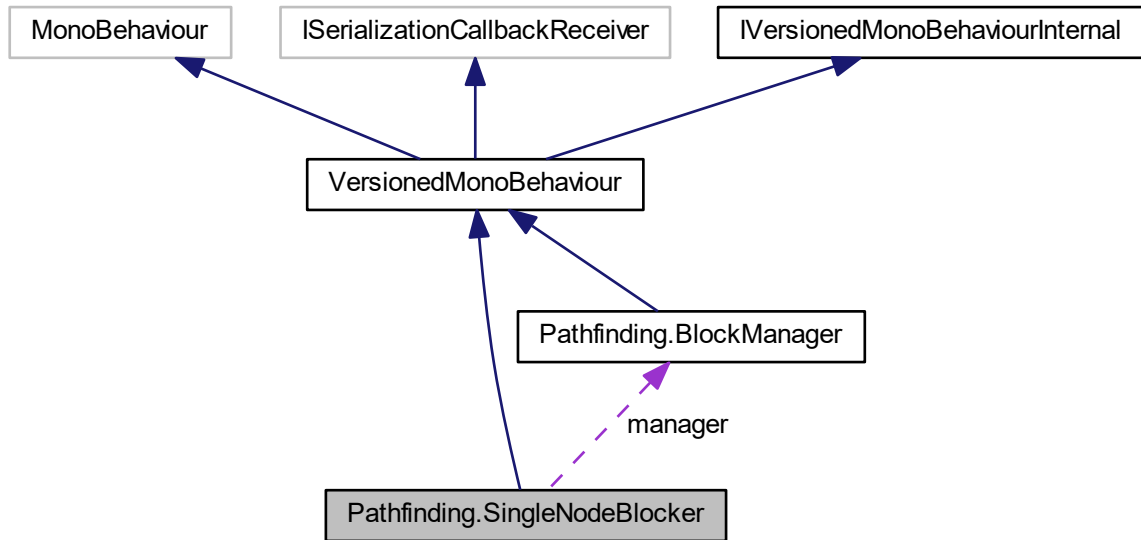 MonoBehaviour
ISerializationCallbackReceiver
IVersionedMonoBehaviourInternal
VersionedMonoBehaviour
Pathfinding.BlockManager
manager
Pathfinding.SingleNodeBlocker